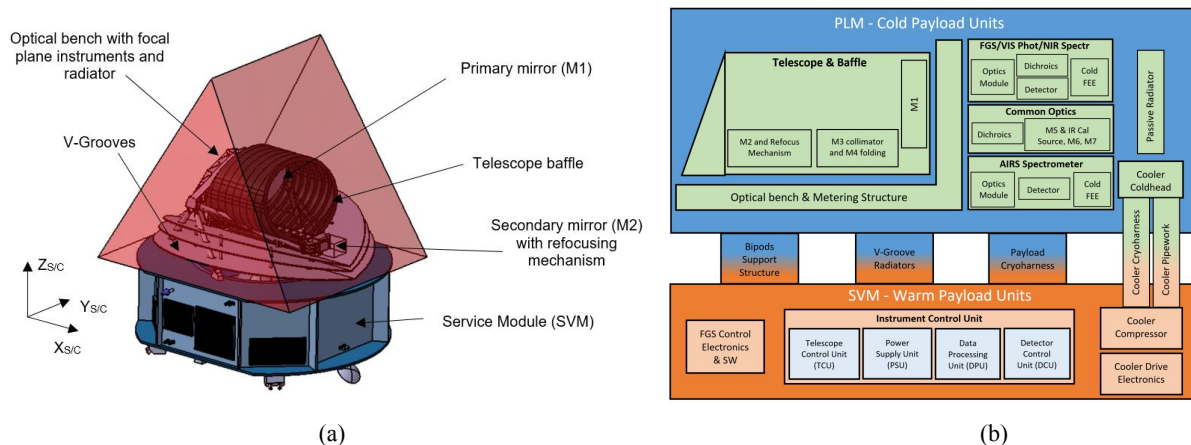 Optical bench with focal
plane instruments and
radiator
Primary mirror (M1)
V-Grooves
Telescope baffle
Secondary mirror (M2)
with refocusing
mechanism
Service Module (SVM)
Z S/C
Y S/C
X S/C
(a)
PLM - Cold Payload Units
Telescope & Baffle
M1
M2 and Refocus
Mechanism
M3 collimator
and M4 folding
Optical bench & Metering Structure
FGS/VIS Phot/NIR Spectr
Optics
Module
Dichroics
Detector
Cold
FEE
Common Optics
Dichroics
M5 & IR Cal
Source, M6, M7
AIRS Spectrometer
Optics
Module
Detector
Cold
FEE
Passive Radiator
Cooler
Coldhead
Cooler Cryoharness
Cooler Pipework
Bipods
Support
Structure
V-Groove
Radiators
Payload
Cryoharness
SVM - Warm Payload Units
FGS Control
Electronics
& SW
Instrument Control Unit
Telescope
Control Unit
(TCU)
Power
Supply Unit
(PSU)
Data
Processing
Unit (DPU)
Detector
Control
Unit (DCU)
Cooler
Compressor
Cooler Drive
Electronics
(b)